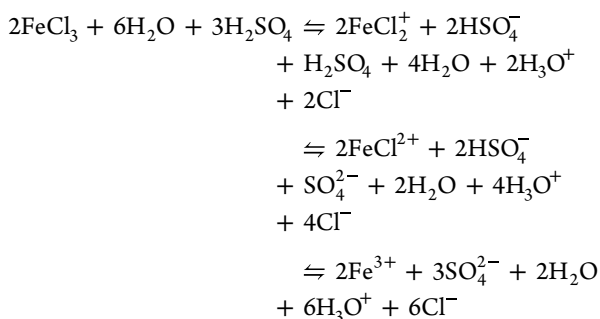 2FeCl₃ + 6H₂O + 3H₂SO₄ ⇋ 2FeCl₂⁺ + 2HSO₄⁻
+ H₂SO₄ + 4H₂O + 2H₃O⁺
+ 2Cl⁻
⇋ 2FeCl²⁺ + 2HSO₄⁻
+ SO₄²⁻ + 2H₂O + 4H₃O⁺
+ 4Cl⁻
⇋ 2Fe³⁺ + 3SO₄²⁻ + 2H₂O
+ 6H₃O⁺ + 6Cl⁻